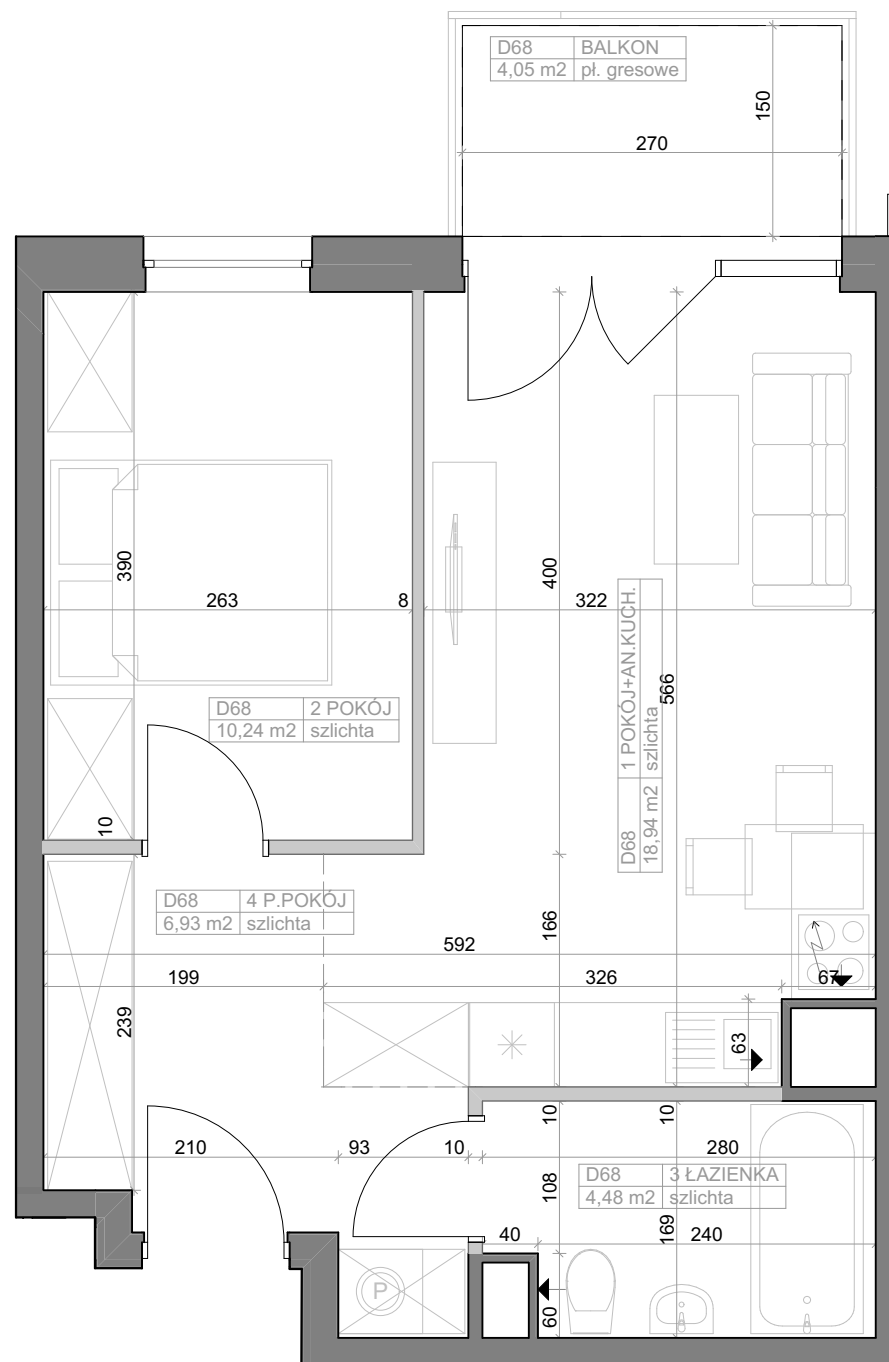 D68 BALKON
4,05 m2 pł. gresowe
150
270
390
263
8
400
322
566
D68 1 POKÓJ+AN.KUCH.
18,94 m2 szlichta
D68 2 POKÓJ
10,24 m2 szlichta
10
D68 4 P.POKÓJ
6,93 m2 szlichta
166
592
199
326
67
239
63
10
10
210
93
10
280
D68 3 ŁAZIENKA
4,48 m2 szlichta
108
169
40
240
P
60